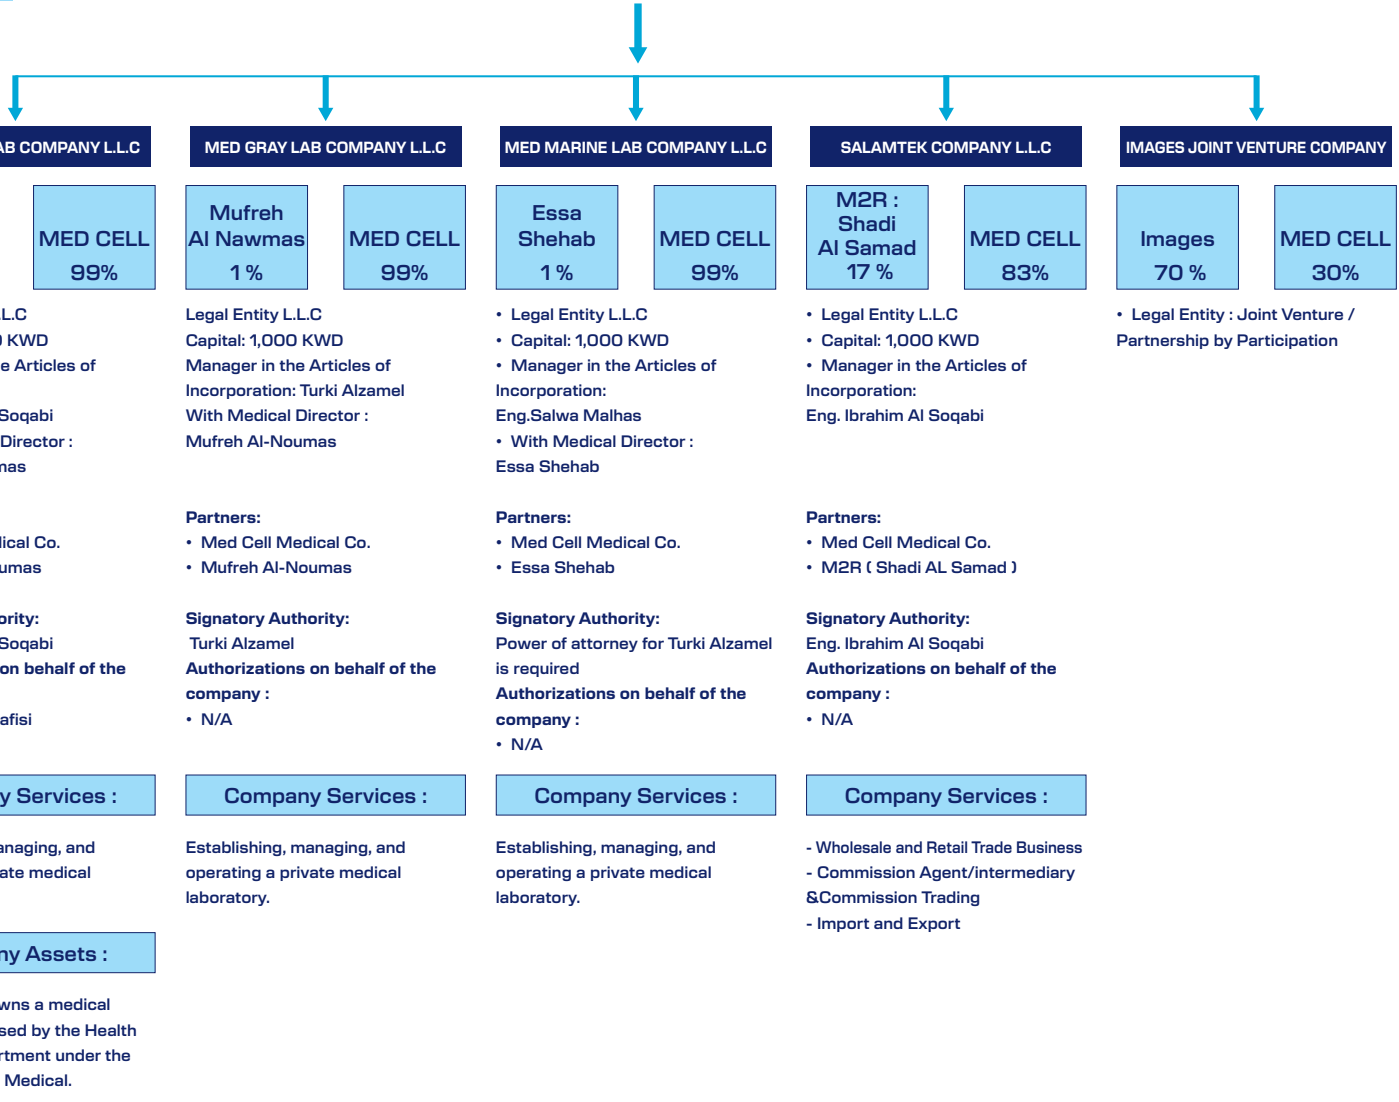 AB COMPANY L.L.C
MED CELL
99%
L.C
KWD
Articles of
Soqabi
Director :
mas
ical Co.
umas
ority:
Soqabi
on behalf of the
afisi
y Services :
anaging, and
ate medical
ny Assets :
wns a medical
sed by the Health
rtment under the
Medical.
MED GRAY LAB COMPANY L.L.C
Mufreh
Al Nawmas
1 %
MED CELL
99%
Legal Entity L.L.C
Capital: 1,000 KWD
Manager in the Articles of
Incorporation: Turki Alzamel
With Medical Director :
Mufreh Al-Noumas
Partners:
• Med Cell Medical Co.
• Mufreh Al-Noumas
Signatory Authority:
Turki Alzamel
Authorizations on behalf of the
company :
• N/A
Company Services :
Establishing, managing, and
operating a private medical
laboratory.
MED MARINE LAB COMPANY L.L.C
Essa
Shehab
1 %
MED CELL
99%
• Legal Entity L.L.C
• Capital: 1,000 KWD
• Manager in the Articles of
Incorporation:
Eng.Salwa Malhas
• With Medical Director :
Essa Shehab
Partners:
• Med Cell Medical Co.
• Essa Shehab
Signatory Authority:
Power of attorney for Turki Alzamel
is required
Authorizations on behalf of the
company :
• N/A
Company Services :
Establishing, managing, and
operating a private medical
laboratory.
SALAMTEK COMPANY L.L.C
M2R :
Shadi
Al Samad
17 %
MED CELL
83%
• Legal Entity L.L.C
• Capital: 1,000 KWD
• Manager in the Articles of
Incorporation:
Eng. Ibrahim Al Soqabi
Partners:
• Med Cell Medical Co.
• M2R ( Shadi AL Samad )
Signatory Authority:
Eng. Ibrahim Al Soqabi
Authorizations on behalf of the
company :
• N/A
Company Services :
- Wholesale and Retail Trade Business
- Commission Agent/intermediary
&Commission Trading
- Import and Export
IMAGES JOINT VENTURE COMPANY
Images
70 %
MED CELL
30%
• Legal Entity : Joint Venture /
Partnership by Participation